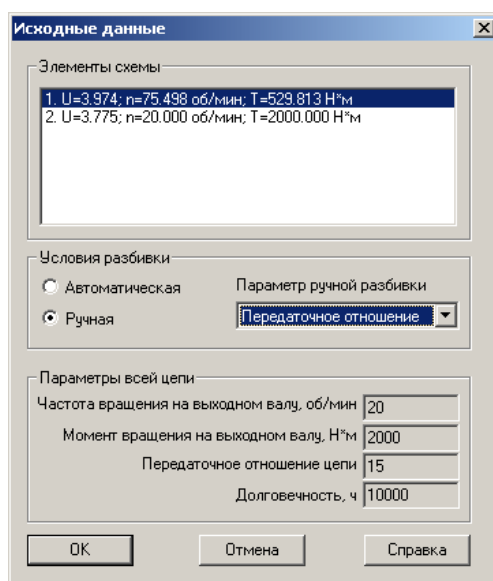 Исходные данные
Элементы схемы
1. U=3.974; n=75.498 об/мин; T=529.813 Н*м
2. U=3.775; n=20.000 об/мин; T=2000.000 Н*м
Условия разбивки
Автоматическая
Параметр ручной разбивки
Ручная
Передаточное отношение
Параметры всей цепи
Частота вращения на выходном валу, об/мин 20
Момент вращения на выходном валу, Н*м 2000
Передаточное отношение цепи 15
Долговечность, ч 10000
OK Отмена Справка